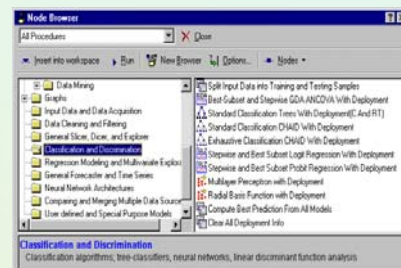 Node Browser
All Procedures
Close
Insert into workspace
Run
New Browser
Options...
Nodes
Data Mining
Graphs
Input Data and Data Acquisition
Data Cleaning and Filtering
General Slicer, Dicer, and Explorer
Classification and Discrimination
Regression Modeling and Multivariate Explor
General Forecaster and Time Series
Neural Network Architectures
Comparing and Merging Multiple Data Source
User defined and Special Purpose Models
Split Input Data into Training and Testing Samples
Best-Subset and Stepwise GDA ANCOVA With Deployment
Standard Classification Trees With Deployment(C And RT)
Standard Classification CHAID With Deployment
Exhaustive Classification CHAID With Deployment
Stepwise and Best Subset Logit Regression With Deployment
Stepwise and Best Subset Probit Regression With Deployment
Multilayer Perceptron with Deployment
Radial Basis Function with Deployment
Compute Best Prediction From All Models
Clear All Deployment Info
Classification and Discrimination
Classification algorithms; tree-classifiers, neural networks, linear discriminant function analysis